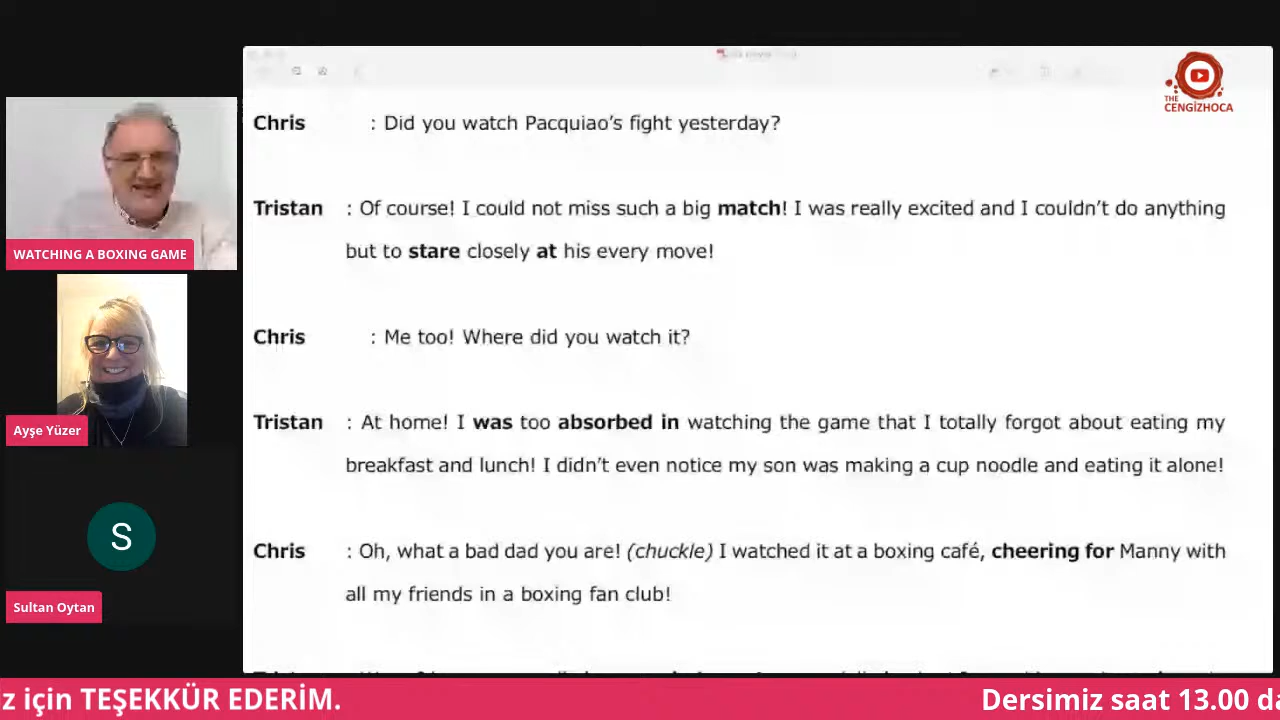 THE
CENGİZHOCA
Chris : Did you watch Pacquiao's fight yesterday?
Tristan : Of course! I could not miss such a big match! I was really excited and I couldn't do anything
but to stare closely at his every move!
Chris : Me too! Where did you watch it?
Tristan : At home! I was too absorbed in watching the game that I totally forgot about eating my
breakfast and lunch! I didn't even notice my son was making a cup noodle and eating it alone!
Chris : Oh, what a bad dad you are! (chuckle) I watched it at a boxing café, cheering for Manny with
all my friends in a boxing fan club!
WATCHING A BOXING GAME
Ayşe Yüzer
S
Sultan Oytan
z için TEŞEKKÜR EDERİM.
Dersimiz saat 13.00 da